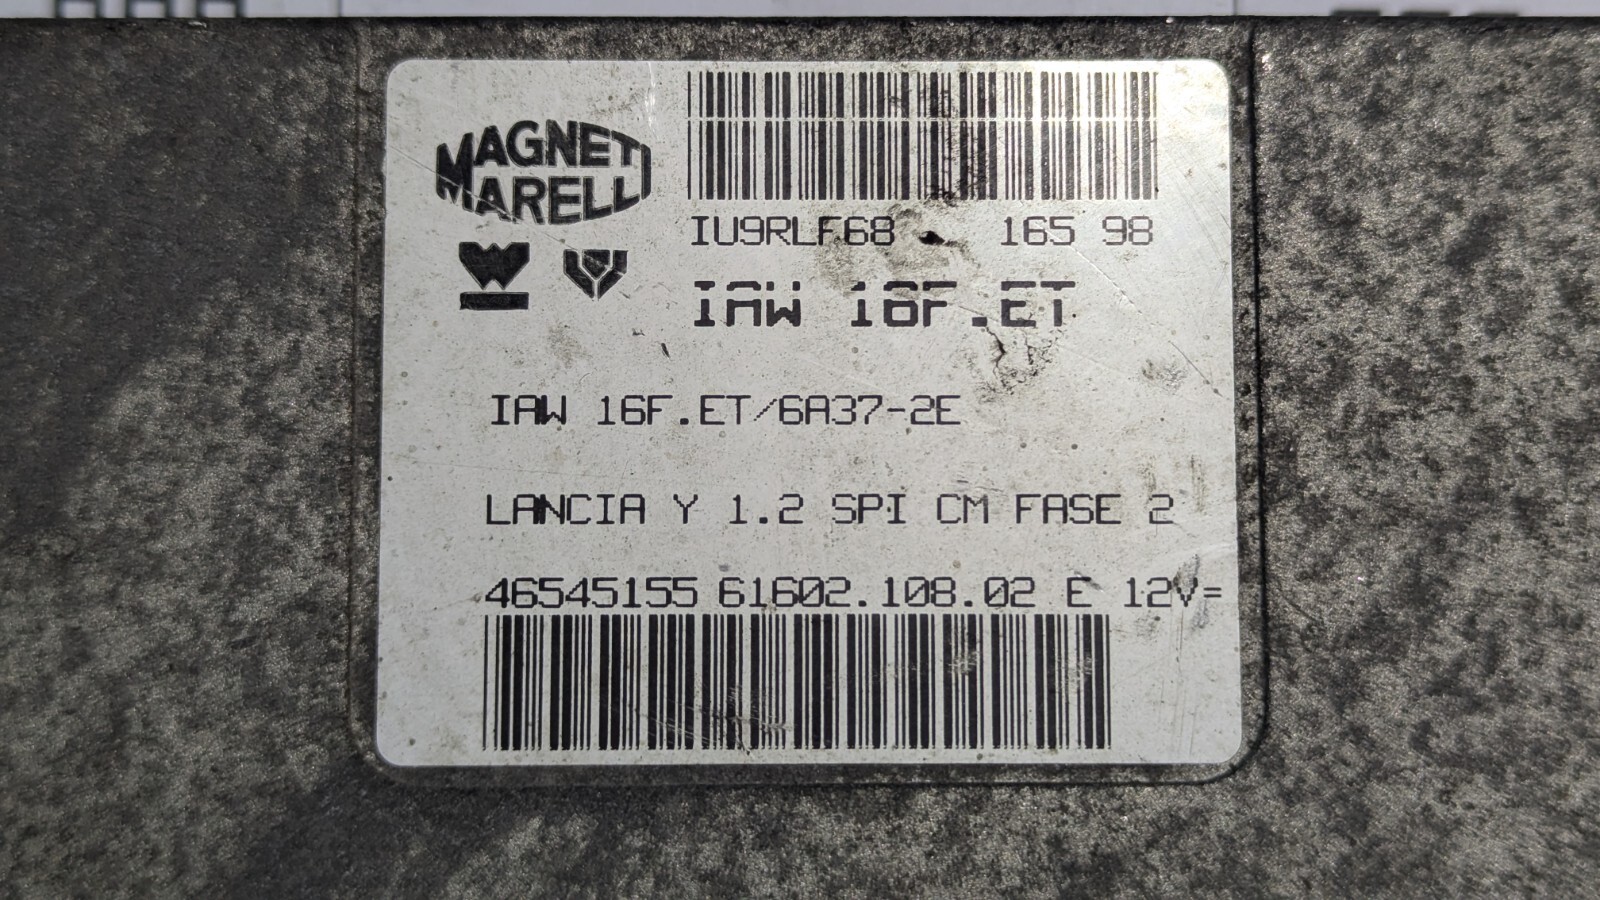 MAGNETI
MARELLI
IU9RLF68 165 98
IAW 16F.ET
IAW 16F.ET/6A37-2E
LANCIA Y 1.2 SPI CM FASE 2
46545155 61602.108.02 E 12V=